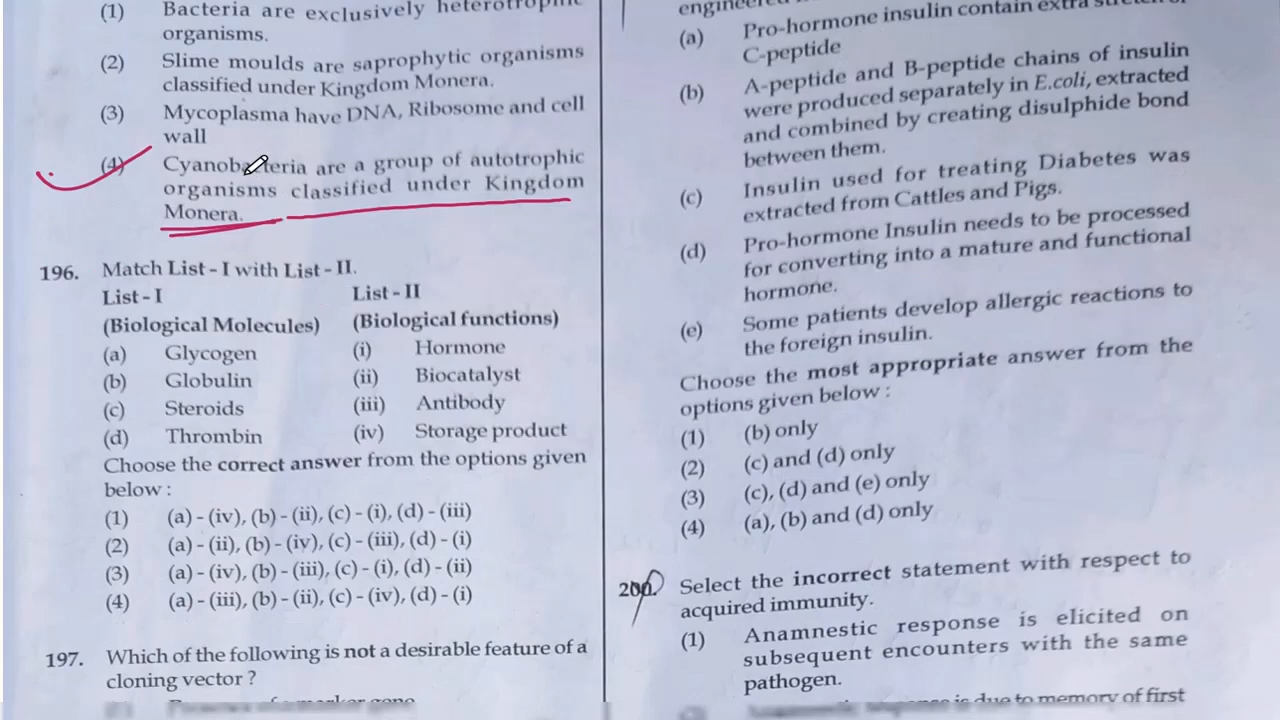 (1) Bacteria are exclusively heterotrophic
organisms.
(2) Slime moulds are saprophytic organisms
classified under Kingdom Monera.
(3) Mycoplasma have DNA, Ribosome and cell
wall
(4) Cyanobacteria are a group of autotrophic
organisms classified under Kingdom
Monera.
196. Match List - I with List - II.
List - I List - II
(Biological Molecules) (Biological functions)
(a) Glycogen (i) Hormone
(b) Globulin (ii) Biocatalyst
(c) Steroids (iii) Antibody
(d) Thrombin (iv) Storage product
Choose the correct answer from the options given
below :
(1) (a) - (iv), (b) - (ii), (c) - (i), (d) - (iii)
(2) (a) - (ii), (b) - (iv), (c) - (iii), (d) - (i)
(3) (a) - (iv), (b) - (iii), (c) - (i), (d) - (ii)
(4) (a) - (iii), (b) - (ii), (c) - (iv), (d) - (i)
197. Which of the following is not a desirable feature of a
cloning vector ?
engineered
(a) Pro-hormone insulin contain extra stretch of
C-peptide
(b) A-peptide and B-peptide chains of insulin
were produced separately in E.coli, extracted
and combined by creating disulphide bond
between them.
(c) Insulin used for treating Diabetes was
extracted from Cattles and Pigs.
(d) Pro-hormone Insulin needs to be processed
for converting into a mature and functional
hormone.
(e) Some patients develop allergic reactions to
the foreign insulin.
Choose the most appropriate answer from the
options given below :
(1) (b) only
(2) (c) and (d) only
(3) (c), (d) and (e) only
(4) (a), (b) and (d) only
200. Select the incorrect statement with respect to
acquired immunity.
(1) Anamnestic response is elicited on
subsequent encounters with the same
pathogen.
is due to memory of first